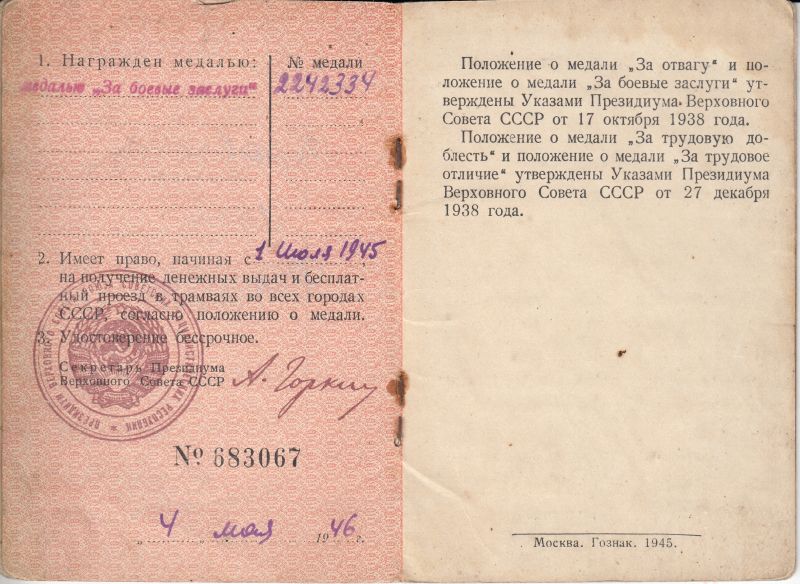 1. Награжден медалью: № медали
медалью „За боевые заслуги“ 2242334
2. Имеет право, начиная с 1 Июля 1945
на получение денежных выдач и бесплат-
ный проезд в трамваях во всех городах
СССР, согласно положению о медали.
3. Удостоверение бессрочное.
Секретарь Президиума
Верховного Совета СССР А. Горкин
№ 683067
„ 4 „ мая 1946 г.
Положение о медали „За отвагу“ и по-
ложение о медали „За боевые заслуги“ ут-
верждены Указами Президиума Верховного
Совета СССР от 17 октября 1938 года.
Положение о медали „За трудовую до-
блесть“ и положение о медали „За трудовое
отличие“ утверждены Указами Президиума
Верховного Совета СССР от 27 декабря
1938 года.
Москва. Гознак. 1945.